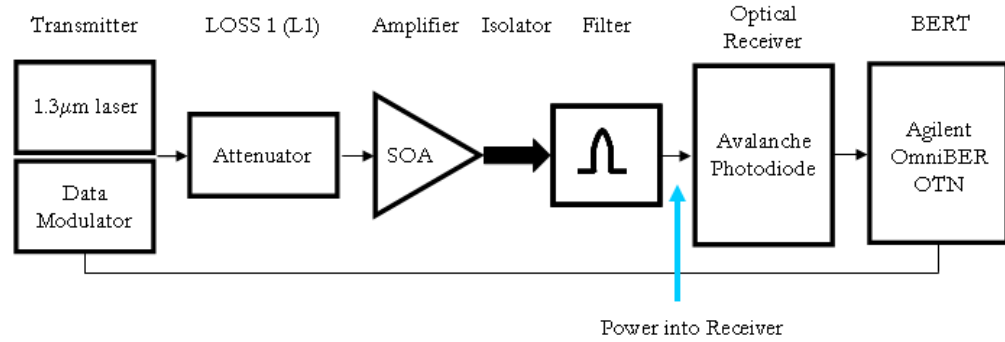 Transmitter
LOSS 1 (L1)
Amplifier
Isolator
Filter
Optical
Receiver
BERT
1.3µm laser
Data
Modulator
Attenuator
SOA
Avalanche
Photodiode
Agilent
OmniBER
OTN
Power into Receiver